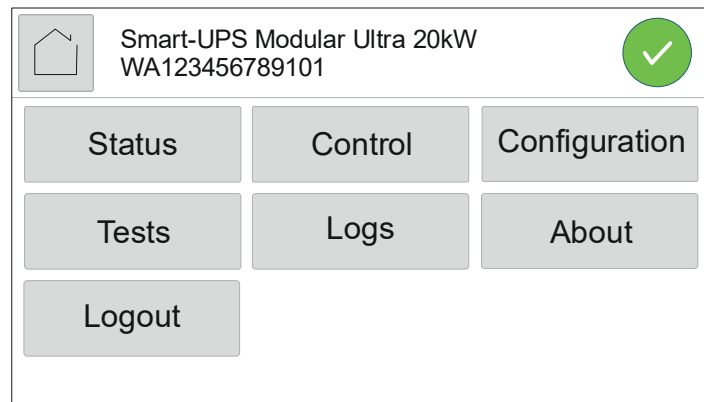 Smart-UPS Modular Ultra 20kW
WA123456789101
Status
Control
Configuration
Tests
Logs
About
Logout